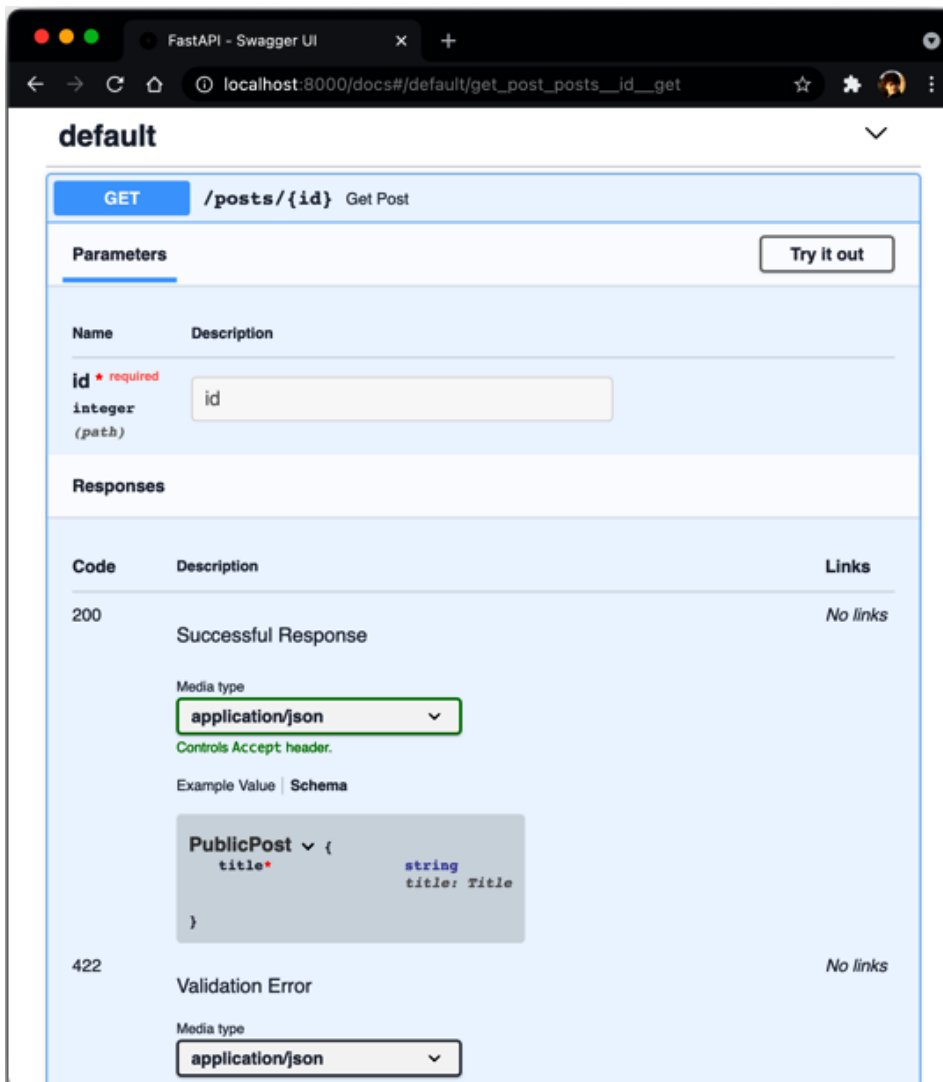 FastAPI - Swagger UI
localhost:8000/docs#/default/get_post_posts__id__get
default
GET /posts/{id} Get Post
Parameters Try it out
Name Description
id * required id
integer
(path)
Responses
Code Description Links
200 No links
Successful Response
Media type
application/json
Controls Accept header.
Example Value Schema
PublicPost {
title* string
title: Title
}
422 No links
Validation Error
Media type
application/json